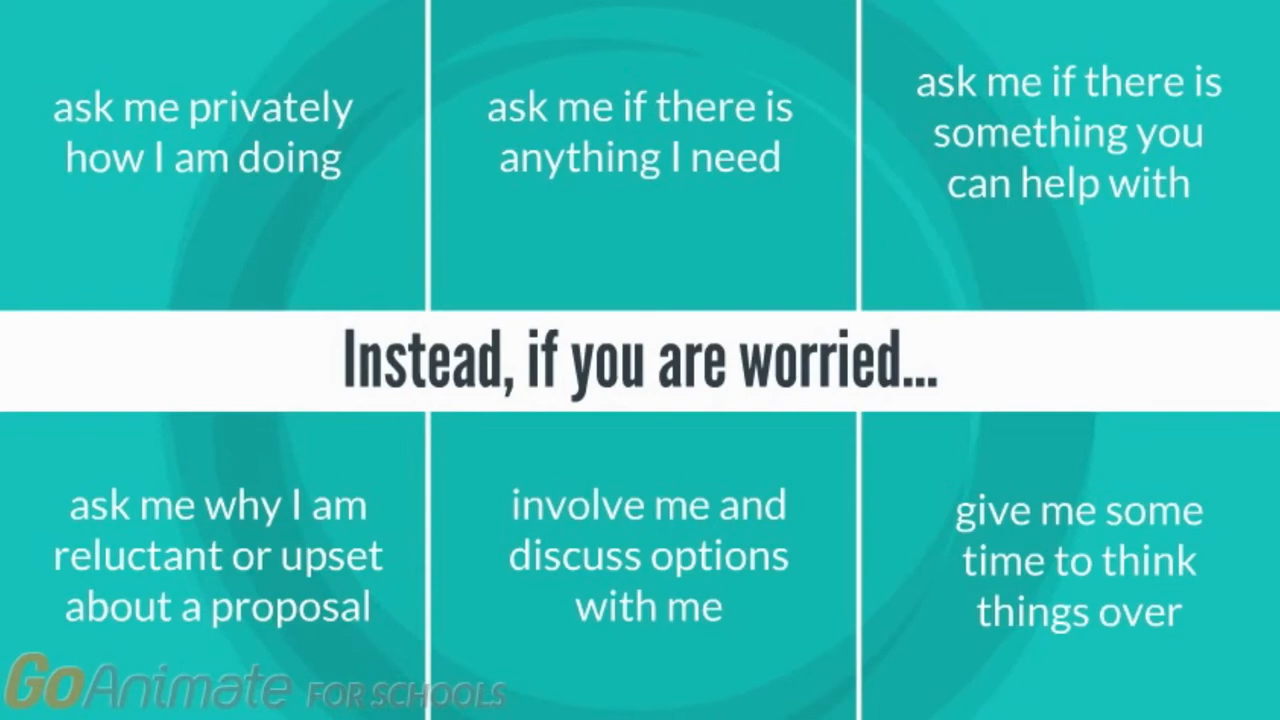 ask me privately
how I am doing
ask me if there is
anything I need
ask me if there is
something you
can help with
Instead, if you are worried...
ask me why I am
reluctant or upset
about a proposal
involve me and
discuss options
with me
give me some
time to think
things over
GoAnimate FOR SCHOOLS